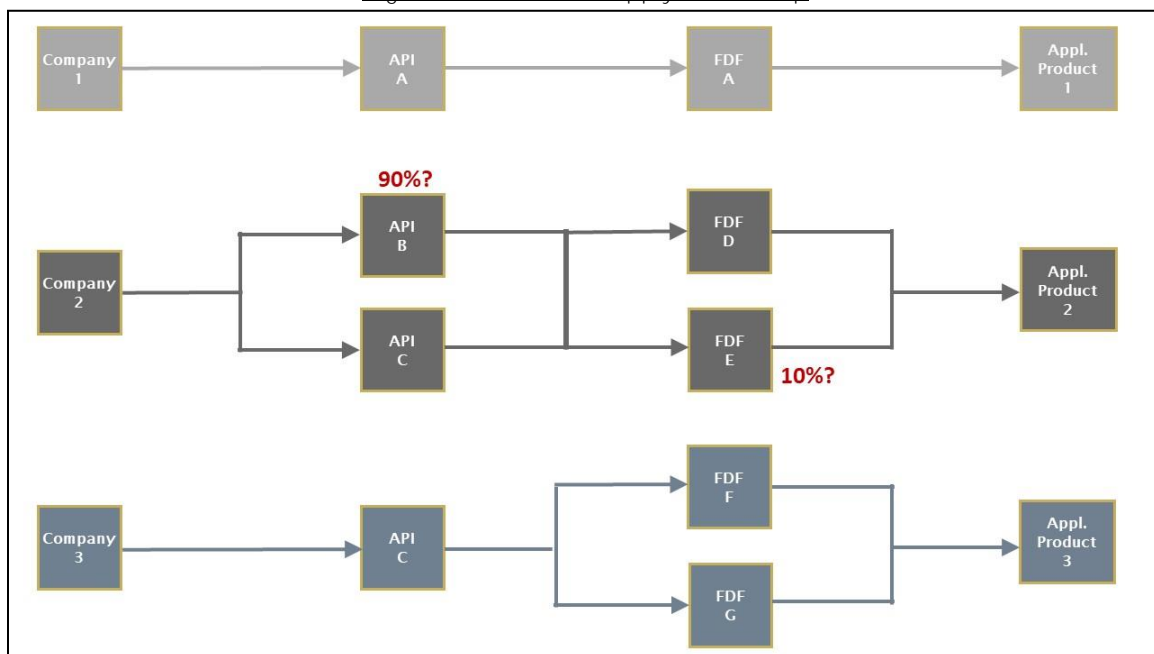 Company
1
API
A
FDF
A
Appl.
Product
1
90%?
Company
2
API
B
API
C
FDF
D
FDF
E
10%?
Appl.
Product
2
Company
3
API
C
FDF
F
FDF
G
Appl.
Product
3